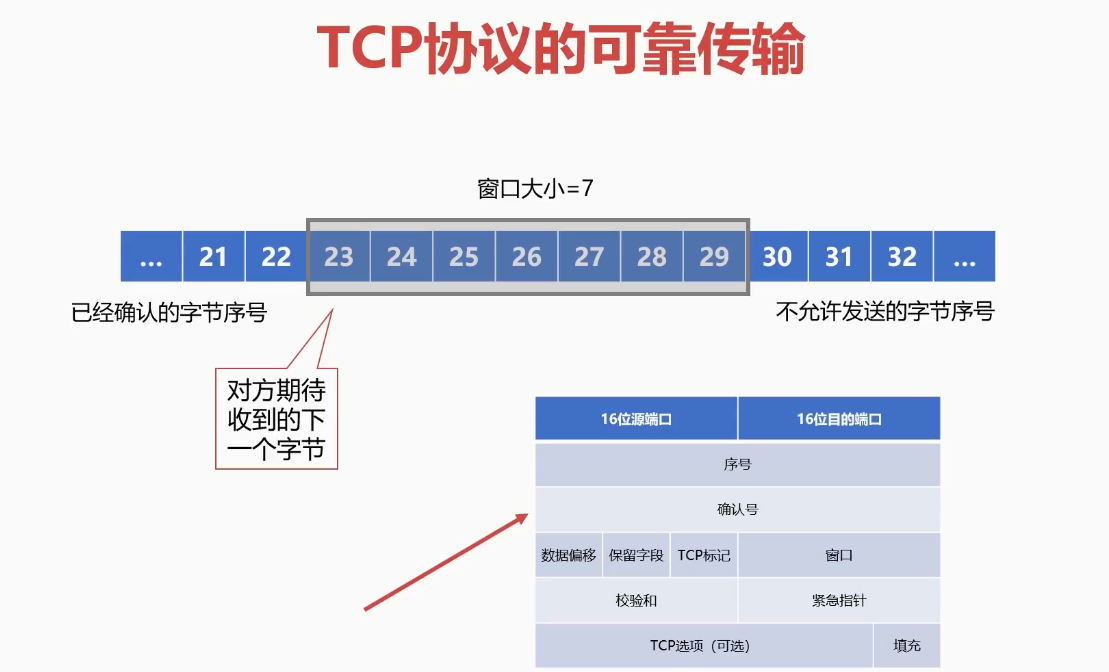 TCP协议的可靠传输
窗口大小=7
... 21 22 23 24 25 26 27 28 29 30 31 32 ...
已经确认的字节序号
不允许发送的字节序号
对方期待
收到的下
一个字节
16位源端口 16位目的端口
序号
确认号
数据偏移 保留字段 TCP标记 窗口
校验和 紧急指针
TCP选项（可选） 填充